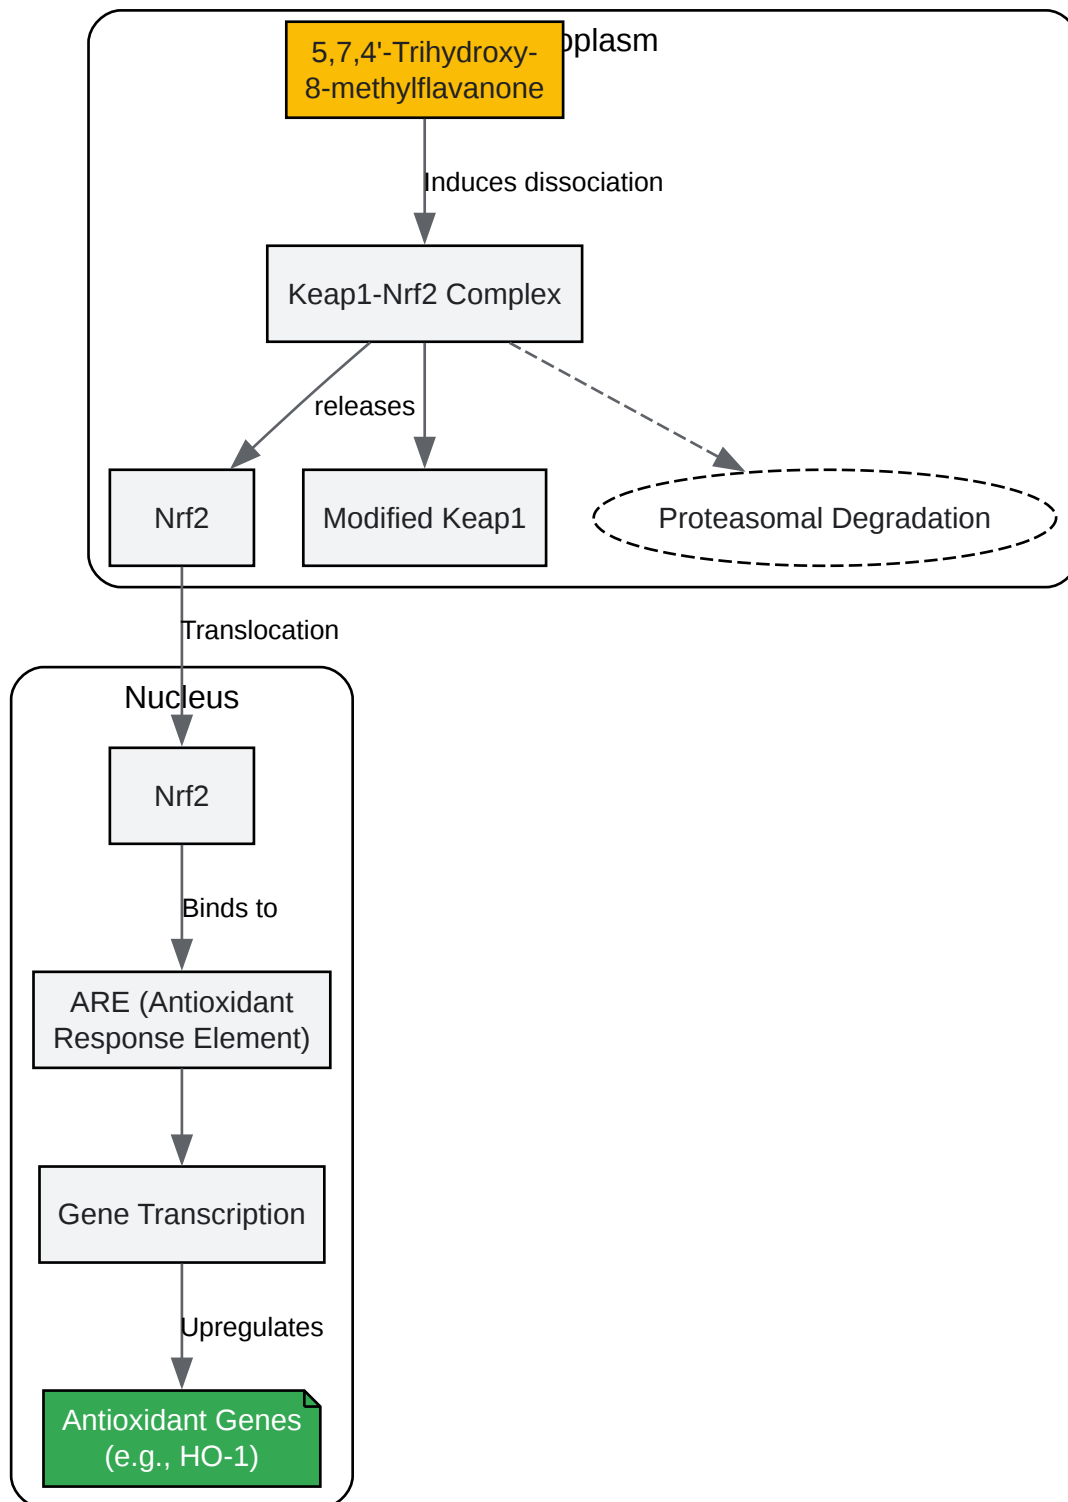 5,7,4'-Trihydroxy-
8-methylflavanone
oplasm
Induces dissociation
Keap1-Nrf2 Complex
releases
Nrf2
Modified Keap1
Proteasomal Degradation
Translocation
Nucleus
Nrf2
Binds to
ARE (Antioxidant
Response Element)
Gene Transcription
Upregulates
Antioxidant Genes
(e.g., HO-1)